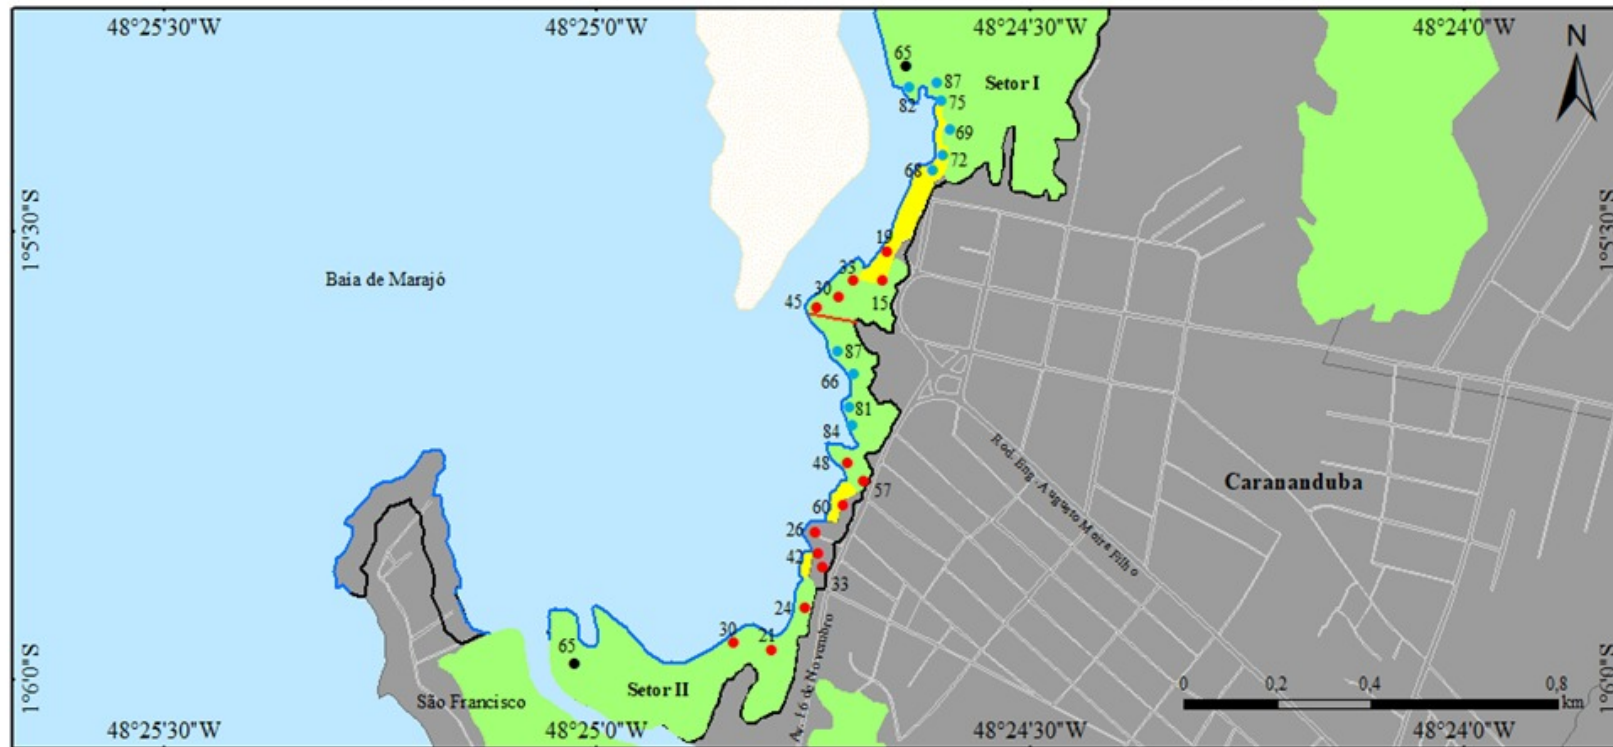 48°25'30"W
48°25'0"W
48°24'30"W
48°24'0"W
N
65
87
Setor I
82
75
69
72
68
1°5'30"S
1°5'30"S
19
Baía de Marajó
33
30
15
45
87
66
81
84
48
57
Rod. Eng. Augusto Meira Filho
Carananduba
60
26
42
33
24
Av. 16 de Novembro
30
21
65
Setor II
São Francisco
1°6'0"S
1°6'0"S
0
0,2
0,4
0,8
km
48°25'30"W
48°25'0"W
48°24'30"W
48°24'0"W